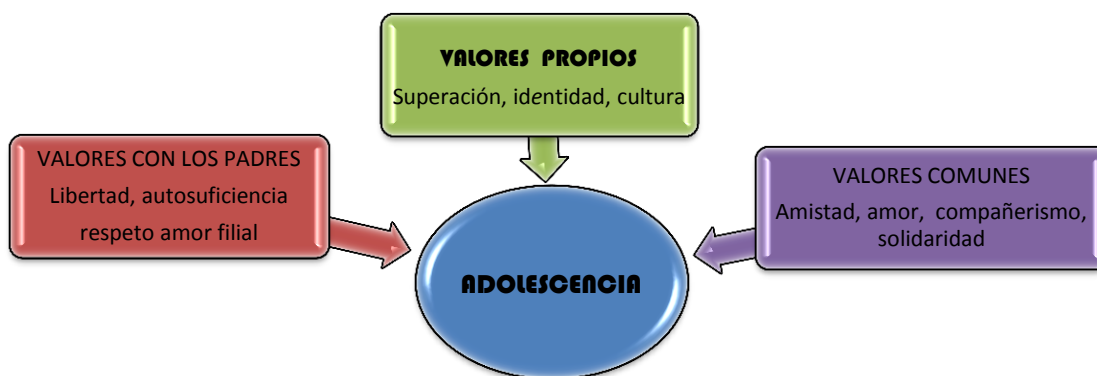 VALORES PROPIOS
Superación, identidad, cultura
VALORES CON LOS PADRES
Libertad, autosuficiencia
respeto amor filial
VALORES COMUNES
Amistad, amor, compañerismo,
solidaridad
ADOLESCENCIA